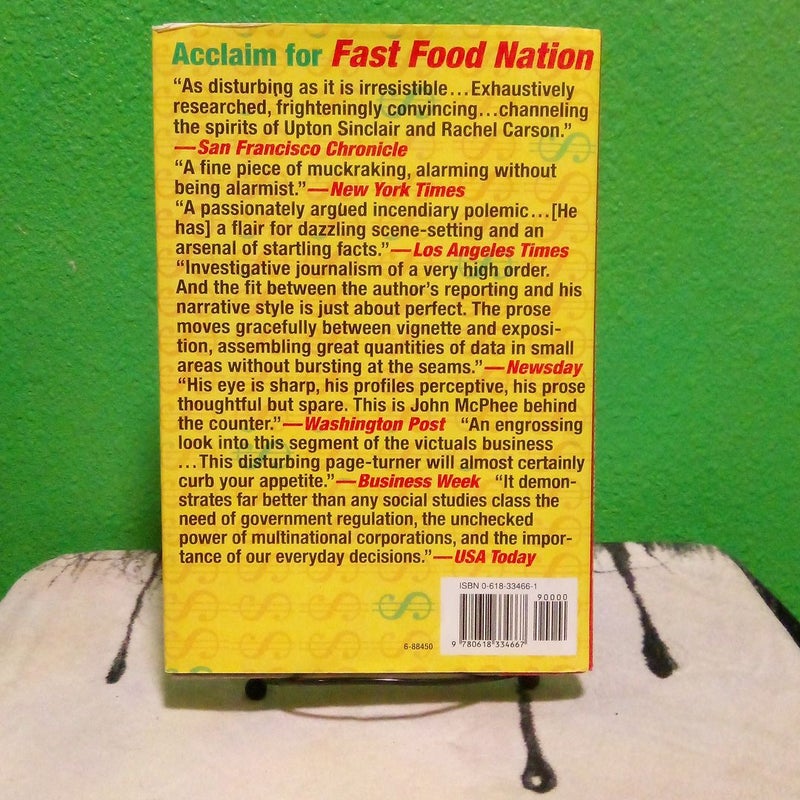 Acclaim for Fast Food Nation
“As disturbing as it is irresistible…Exhaustively
researched, frighteningly convincing…channeling
the spirits of Upton Sinclair and Rachel Carson.”
—San Francisco Chronicle
“A fine piece of muckraking, alarming without
being alarmist.”—New York Times
“A passionately argued incendiary polemic…[He
has] a flair for dazzling scene-setting and an
arsenal of startling facts.”—Los Angeles Times
“Investigative journalism of a very high order.
And the fit between the author’s reporting and his
narrative style is just about perfect. The prose
moves gracefully between vignette and exposi-
tion, assembling great quantities of data in small
areas without bursting at the seams.”—Newsday
“His eye is sharp, his profiles perceptive, his prose
thoughtful but spare. This is John McPhee behind
the counter.”—Washington Post “An engrossing
look into this segment of the victuals business
…This disturbing page-turner will almost certainly
curb your appetite.”—Business Week “It demon-
strates far better than any social studies class the
need of government regulation, the unchecked
power of multinational corporations, and the impor-
tance of our everyday decisions.”—USA Today
ISBN 0-618-33466-1
90000
6-88450
9 780618 334667